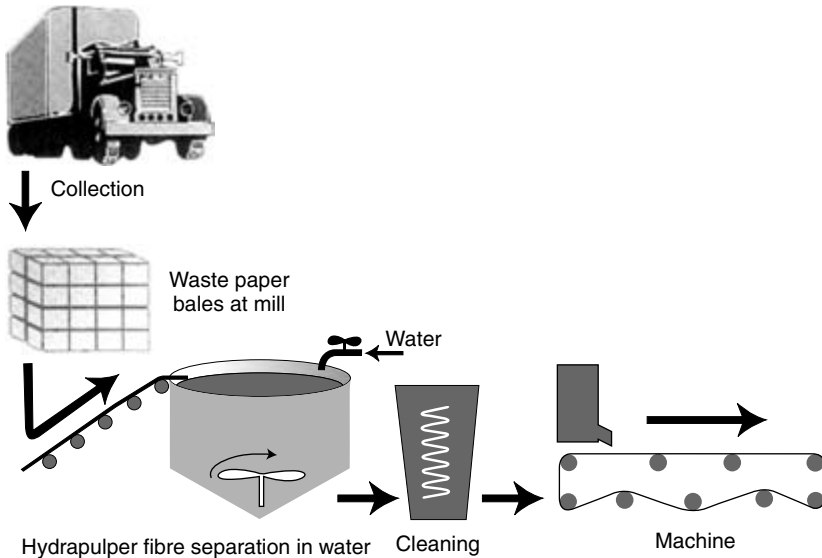 Collection
Waste paper
bales at mill
Water
Hydrapulper fibre separation in water
Cleaning
Machine